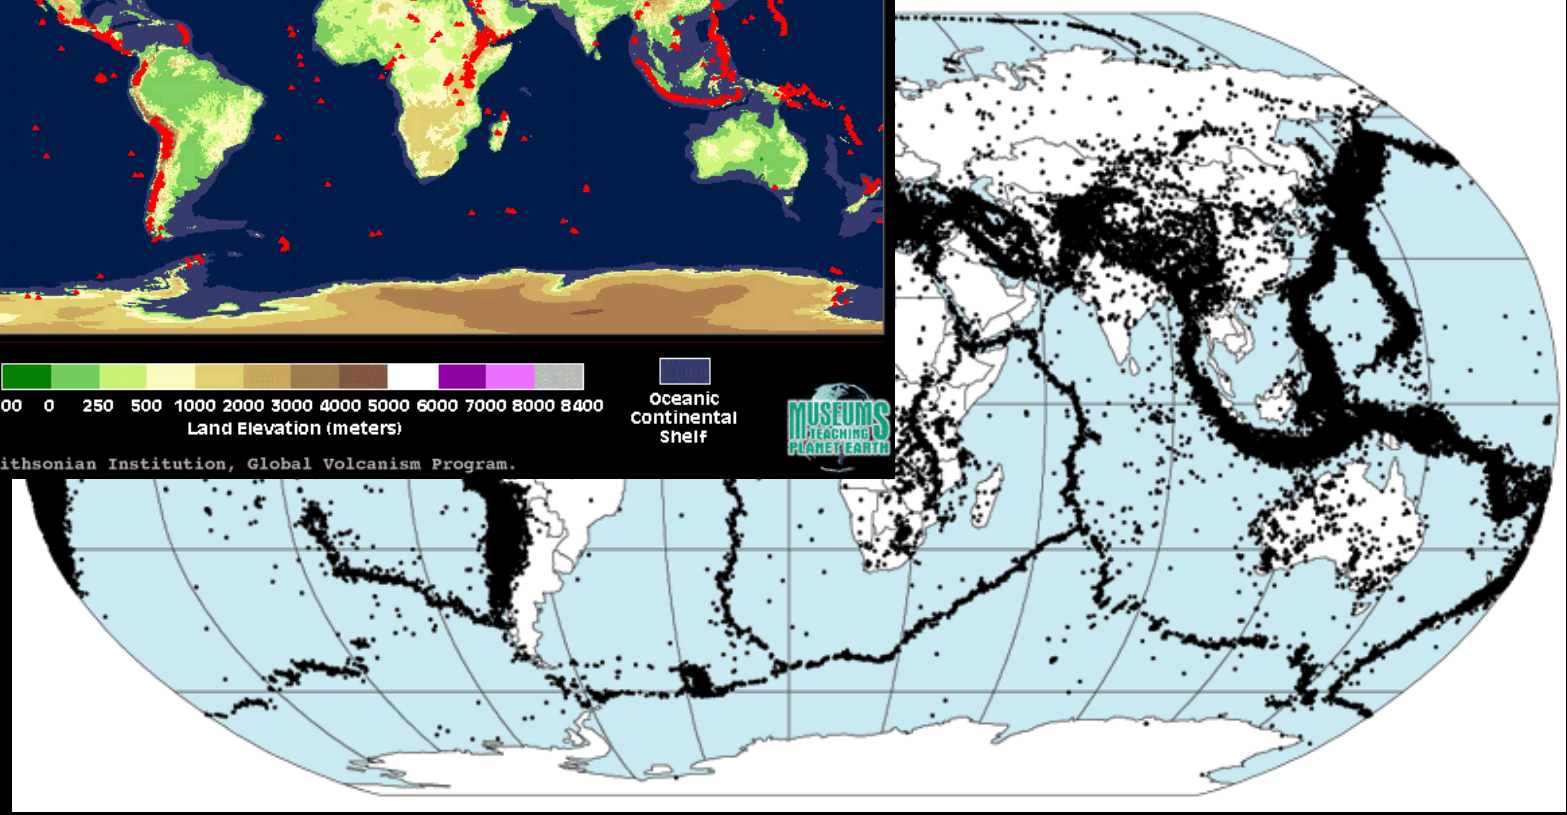 00 0 250 500 1000 2000 3000 4000 5000 6000 7000 8000 8400
Land Elevation (meters)
Oceanic
Continental
Shelf
MUSEUMS
TEACHING
PLANET EARTH
ithsonian Institution, Global Volcanism Program.